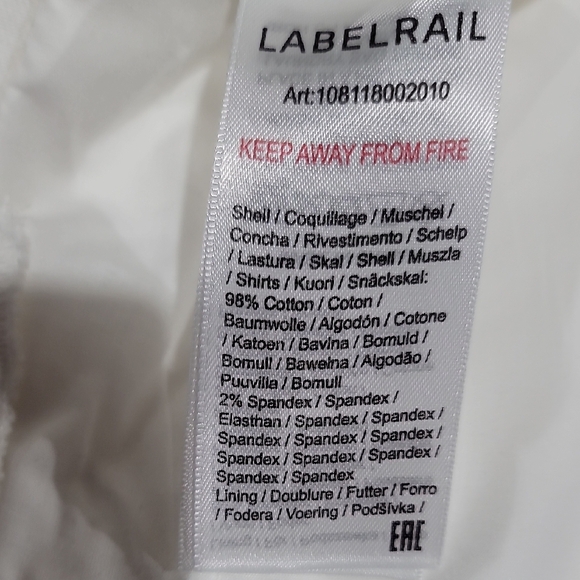 LABELRAIL
Art:108118002010
KEEP AWAY FROM FIRE
Shell / Coquillage / Muschel /
Concha / Rivestimento / Schelp
/ Lastura / Skal / Shell / Muszla
/ Shirts / Kuori / Snäckskal:
98% Cotton / Coton /
Baumwolle / Algodón / Cotone
/ Katoen / Bavlna / Bomuld /
Bomull / Bawełna / Algodão /
Puuvilla / Bomull
2% Spandex / Spandex /
Elasthan / Spandex / Spandex /
Spandex / Spandex / Spandex /
Spandex / Spandex / Spandex /
Spandex / Spandex
Lining / Doublure / Futter / Forro
/ Fodera / Voering / Podšívka /
EAC